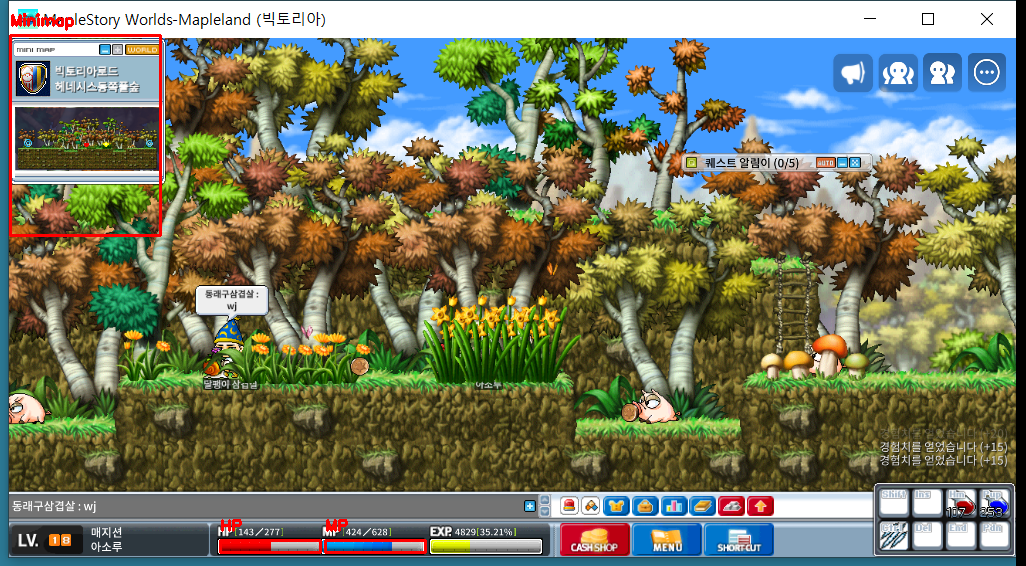 MapleStory Worlds-Mapleland (빅토리아)
Minimap
MINI MAP
WORLD
빅토리아로드
헤네시스동쪽풀숲
퀘스트 알림이 (0/5)
AUTO
동래구삼겹살 :
wj
아소루
경험치를 얻었습니다 (+15)
경험치를 얻었습니다 (+15)
동래구삼겹살 : wj
LV. 18
매지션
아소루
HP
HP [143/277]
MP
MP [424/628]
EXP 4829[35.21%]
CASH SHOP
MENU
SHORT-CUT
Shift
Ins
Hm
Pup
107
353
Ctrl
Del
End
Pdn